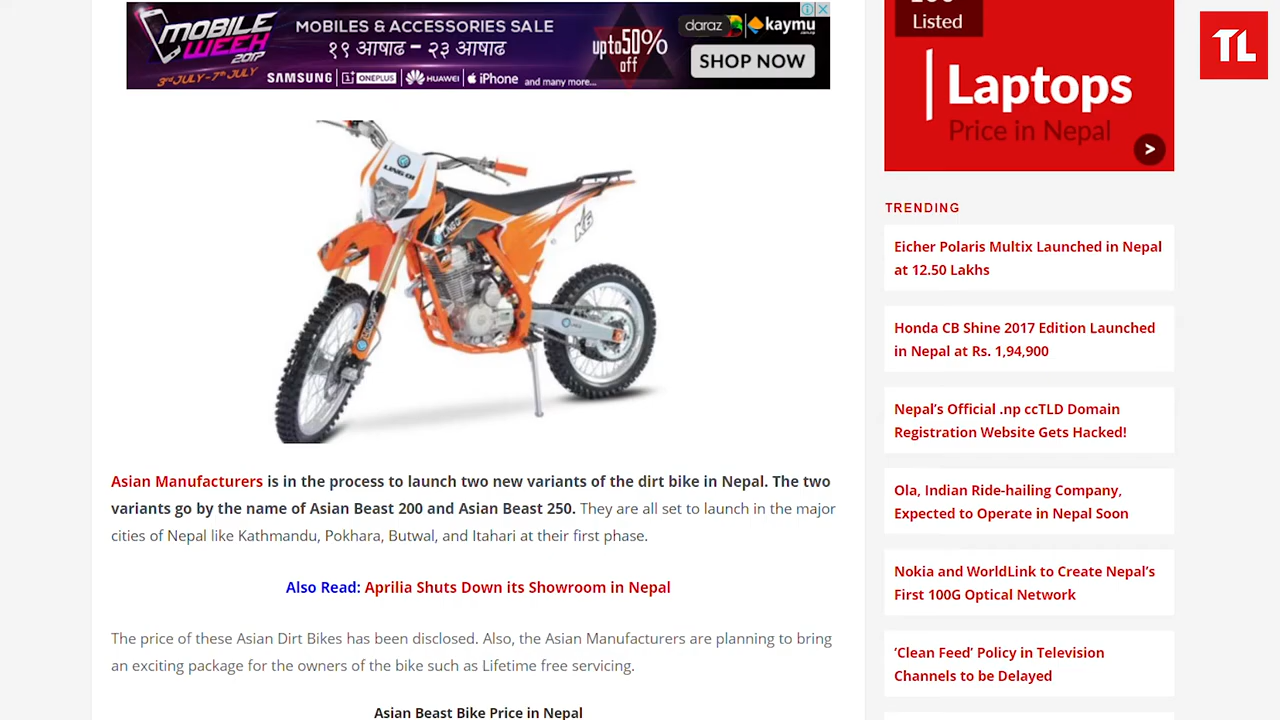 MOBILE
WEEK 2017
3RD JULY - 7TH JULY
MOBILES & ACCESSORIES SALE
१९ आषाढ - २३ आषाढ
SAMSUNG ONEPLUS HUAWEI iPhone and many more...
upto 50%
off
daraz kaymu
SHOP NOW
Listed
Laptops
Price in Nepal
>
TL
LING QI
K6
TRENDING
Eicher Polaris Multix Launched in Nepal
at 12.50 Lakhs
Honda CB Shine 2017 Edition Launched
in Nepal at Rs. 1,94,900
Nepal’s Official .np ccTLD Domain
Registration Website Gets Hacked!
Ola, Indian Ride-hailing Company,
Expected to Operate in Nepal Soon
Nokia and WorldLink to Create Nepal’s
First 100G Optical Network
‘Clean Feed’ Policy in Television
Channels to be Delayed
Asian Manufacturers is in the process to launch two new variants of the dirt bike in Nepal. The two
variants go by the name of Asian Beast 200 and Asian Beast 250. They are all set to launch in the major
cities of Nepal like Kathmandu, Pokhara, Butwal, and Itahari at their first phase.
Also Read: Aprilia Shuts Down its Showroom in Nepal
The price of these Asian Dirt Bikes has been disclosed. Also, the Asian Manufacturers are planning to bring
an exciting package for the owners of the bike such as Lifetime free servicing.
Asian Beast Bike Price in Nepal